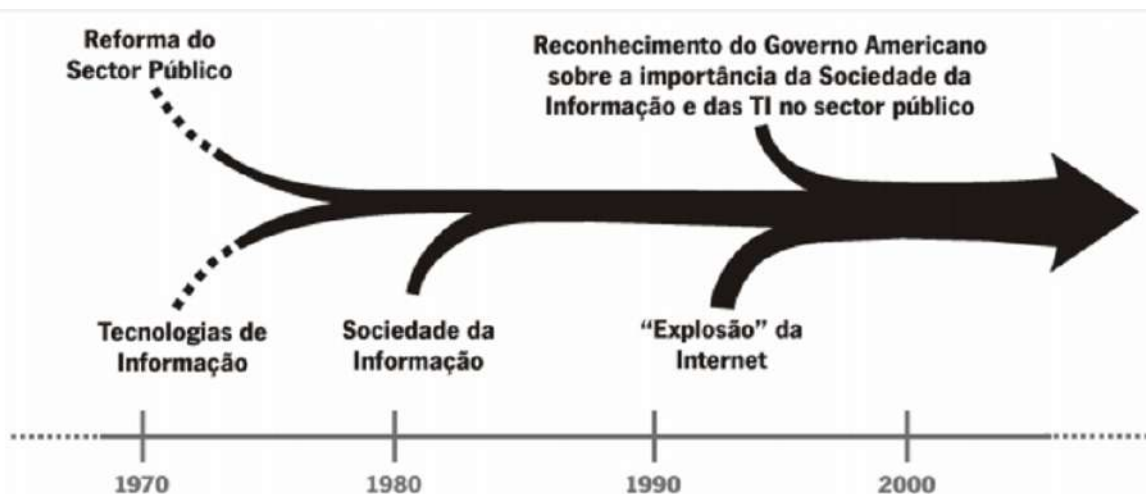 Reforma do
Sector Público
Reconhecimento do Governo Americano
sobre a importância da Sociedade da
Informação e das TI no sector público
Tecnologias de
Informação
Sociedade da
Informação
“Explosão” da
Internet
1970
1980
1990
2000